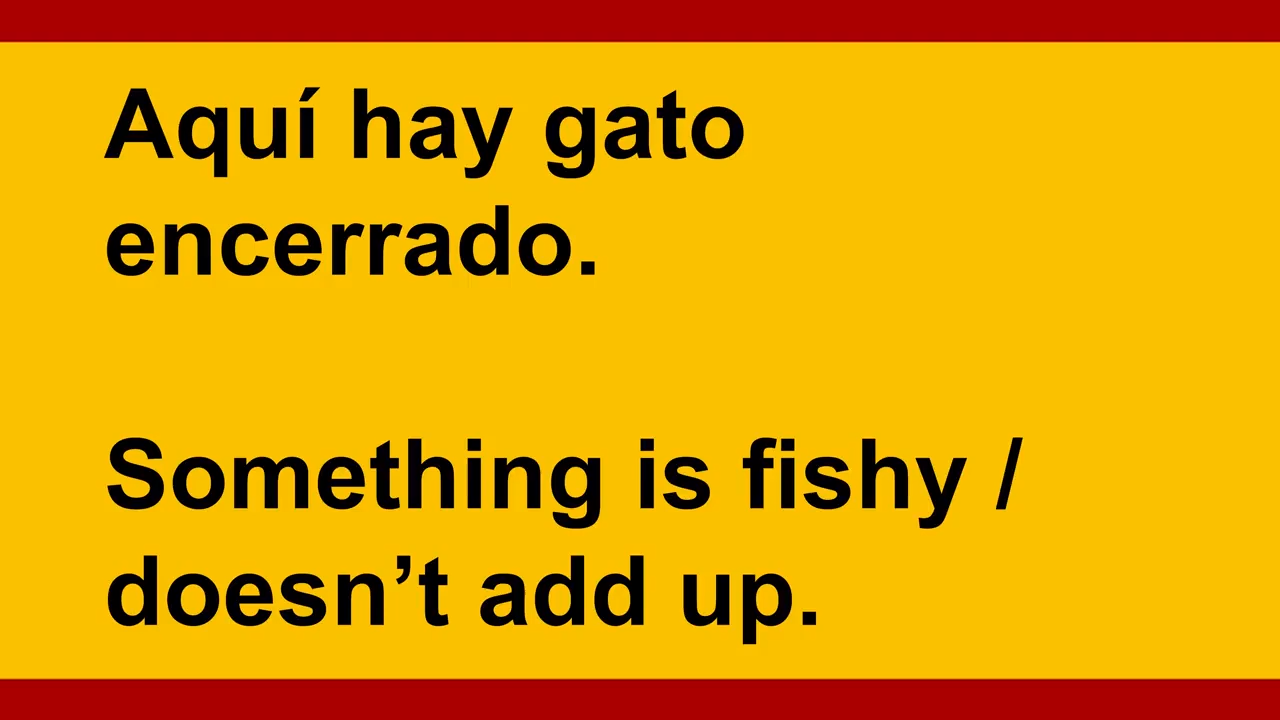 Aquí hay gato
encerrado.
Something is fishy /
doesn’t add up.